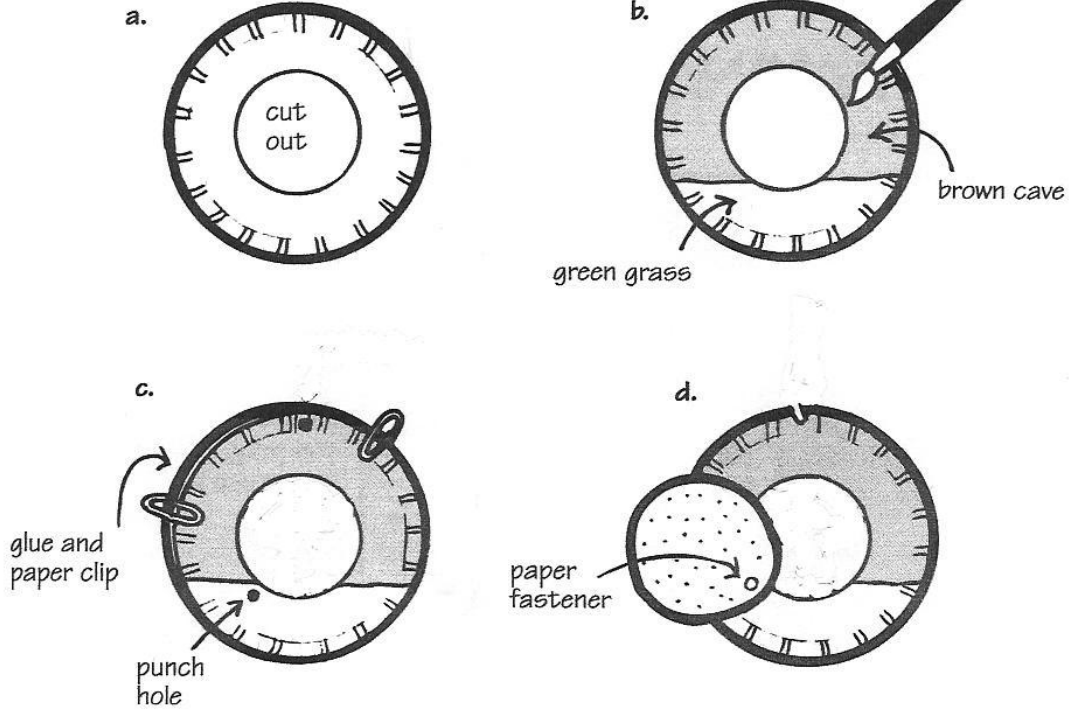 a.
cut
out
b.
brown cave
green grass
c.
glue and
paper clip
punch
hole
d.
paper
fastener